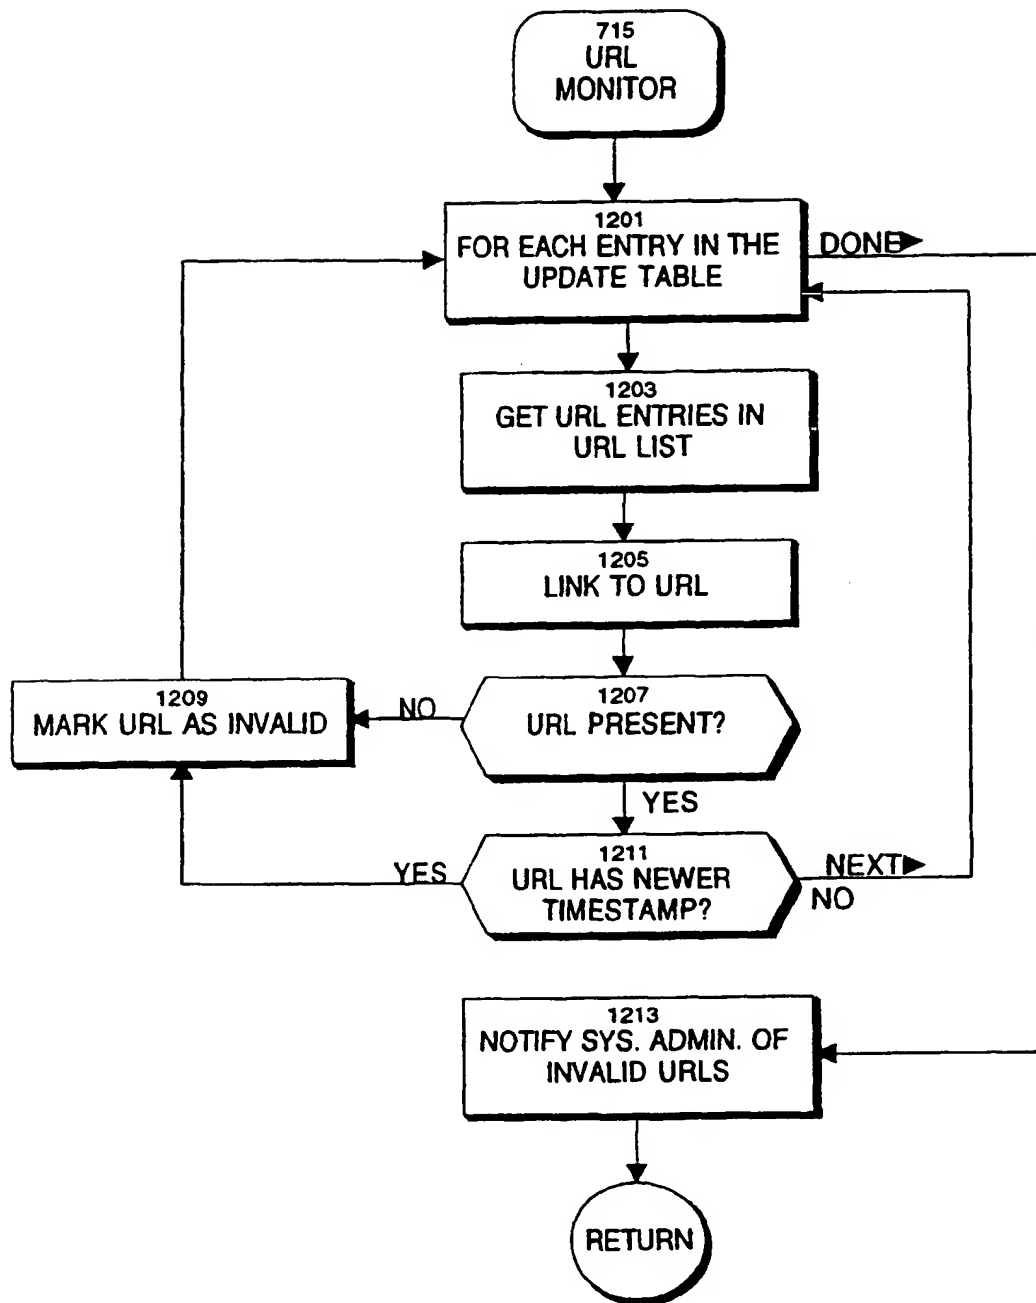 715
URL
MONITOR
1201
FOR EACH ENTRY IN THE
UPDATE TABLE
DONE
1203
GET URL ENTRIES IN
URL LIST
1205
LINK TO URL
1207
URL PRESENT?
NO
1209
MARK URL AS INVALID
YES
1211
URL HAS NEWER
TIMESTAMP?
YES
NEXT
NO
1213
NOTIFY SYS. ADMIN. OF
INVALID URLS
RETURN